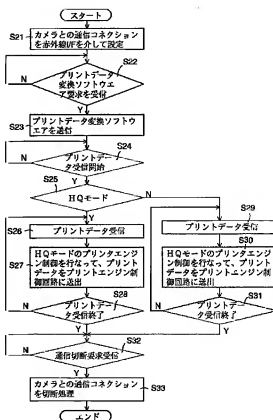 スタート
S21
カメラとの通信コネクション
を赤外線I/Fを介して設定
S22
プリントデータ
変換ソフトウエ
ア要求を受信
Y
S23
プリントデータ変換ソフトウ
エアを送信
S24
プリントデー
タ受信開始
S25
Y
HQモード
N
Y
S26
プリントデータ受信
S27
HQモードのプリンタエンジ
ン制御を行なって、プリント
データをプリントエンジン制
御回路に送出
S28
N
プリントデー
タ受信終了
Y
S29
プリントデータ受信
S30
HQモードのプリンタエンジ
ン制御を行なって、プリント
データをプリントエンジン制
御回路に送出
S31
N
プリントデー
タ受信終了
Y
S32
N
通信切断要求受信
Y
カメラとの通信コネクション
を切断処理
S33
エンド